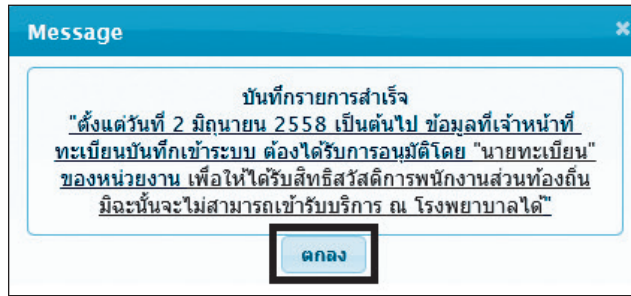 Message
บันทึกรายการสำเร็จ
"ตั้งแต่วันที่ 2 มิถุนายน 2558 เป็นต้นไป ข้อมูลที่เจ้าหน้าที่
ทะเบียนบันทึกเข้าระบบ ต้องได้รับการอนุมัติโดย "นายทะเบียน"
ของหน่วยงาน เพื่อให้ได้รับสิทธิสวัสดิการพนักงานส่วนท้องถิ่น
มิฉะนั้นจะไม่สามารถเข้ารับบริการ ณ โรงพยาบาลได้"
ตกลง